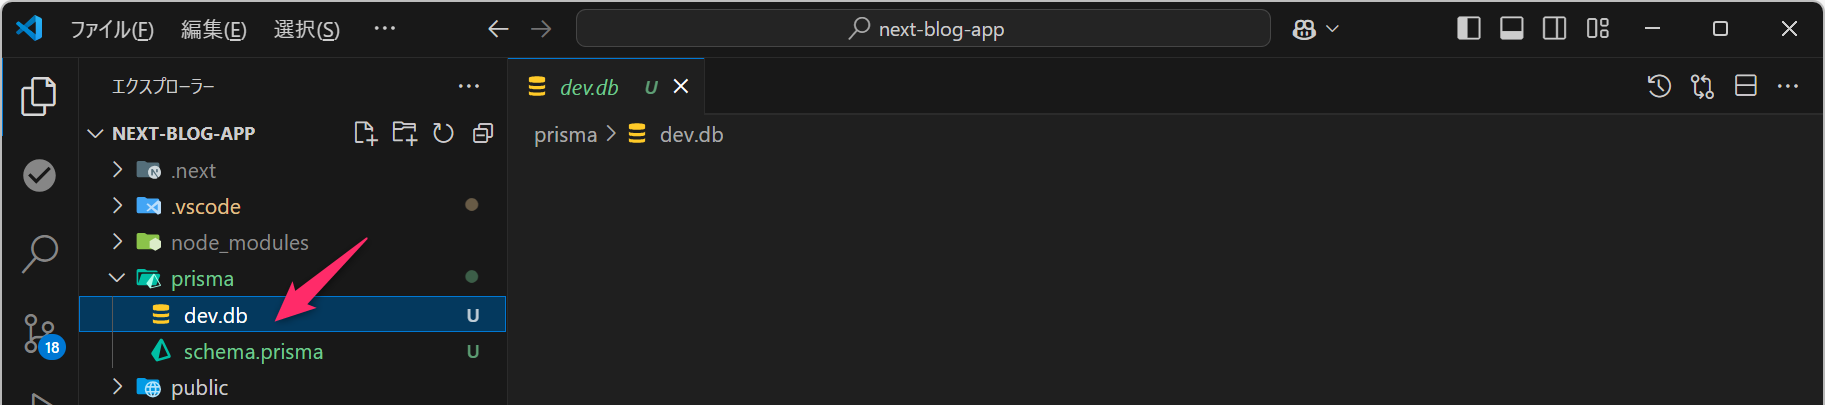 ファイル(F) 編集(E) 選択(S) ··· next-blog-app
エクスプローラー ···
dev.db U
NEXT-BLOG-APP
prisma > dev.db
.next
.vscode
node_modules
prisma
dev.db U
schema.prisma U
18
public